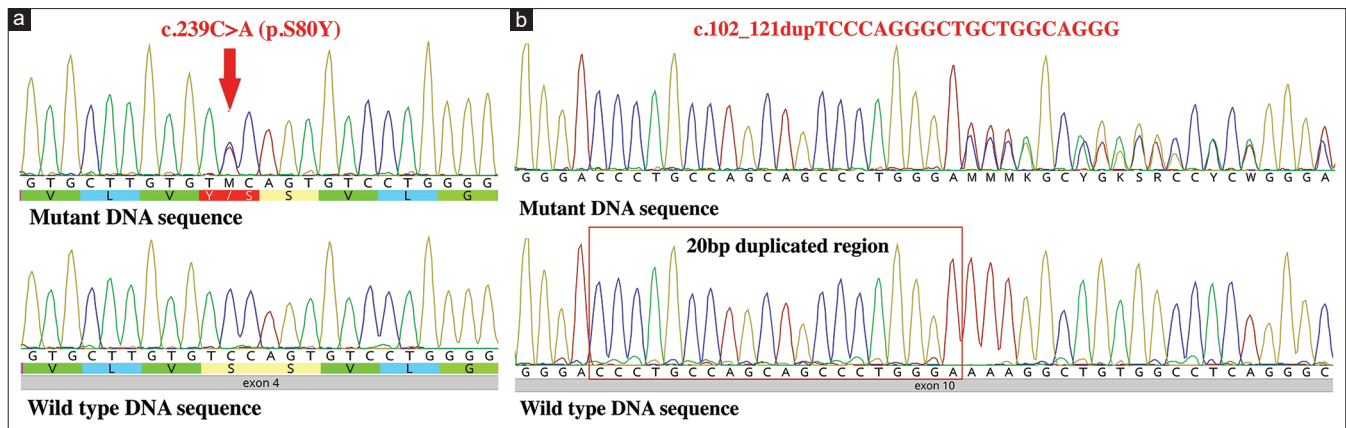 a
c.239C>A (p.S80Y)
G T G C T T G T G T M C A G T G T C C T G G G G
V L V Y / S S V L G
Mutant DNA sequence
G T G C T T G T G T C C A G T G T C C T G G G G
V L V S S V L G
exon 4
Wild type DNA sequence
b
c.102_121dupTCCCAGGGCTGCTGGCAGGG
G G G A C C C T G C C A G C A G C C C T G G G A M M M K G C Y G K S R C C Y C W G G G A
Mutant DNA sequence
20bp duplicated region
G G G A C C C T G C C A G C A G C C C T G G G A A A A G G C T G T G G C C T C A G G G C
exon 10
Wild type DNA sequence